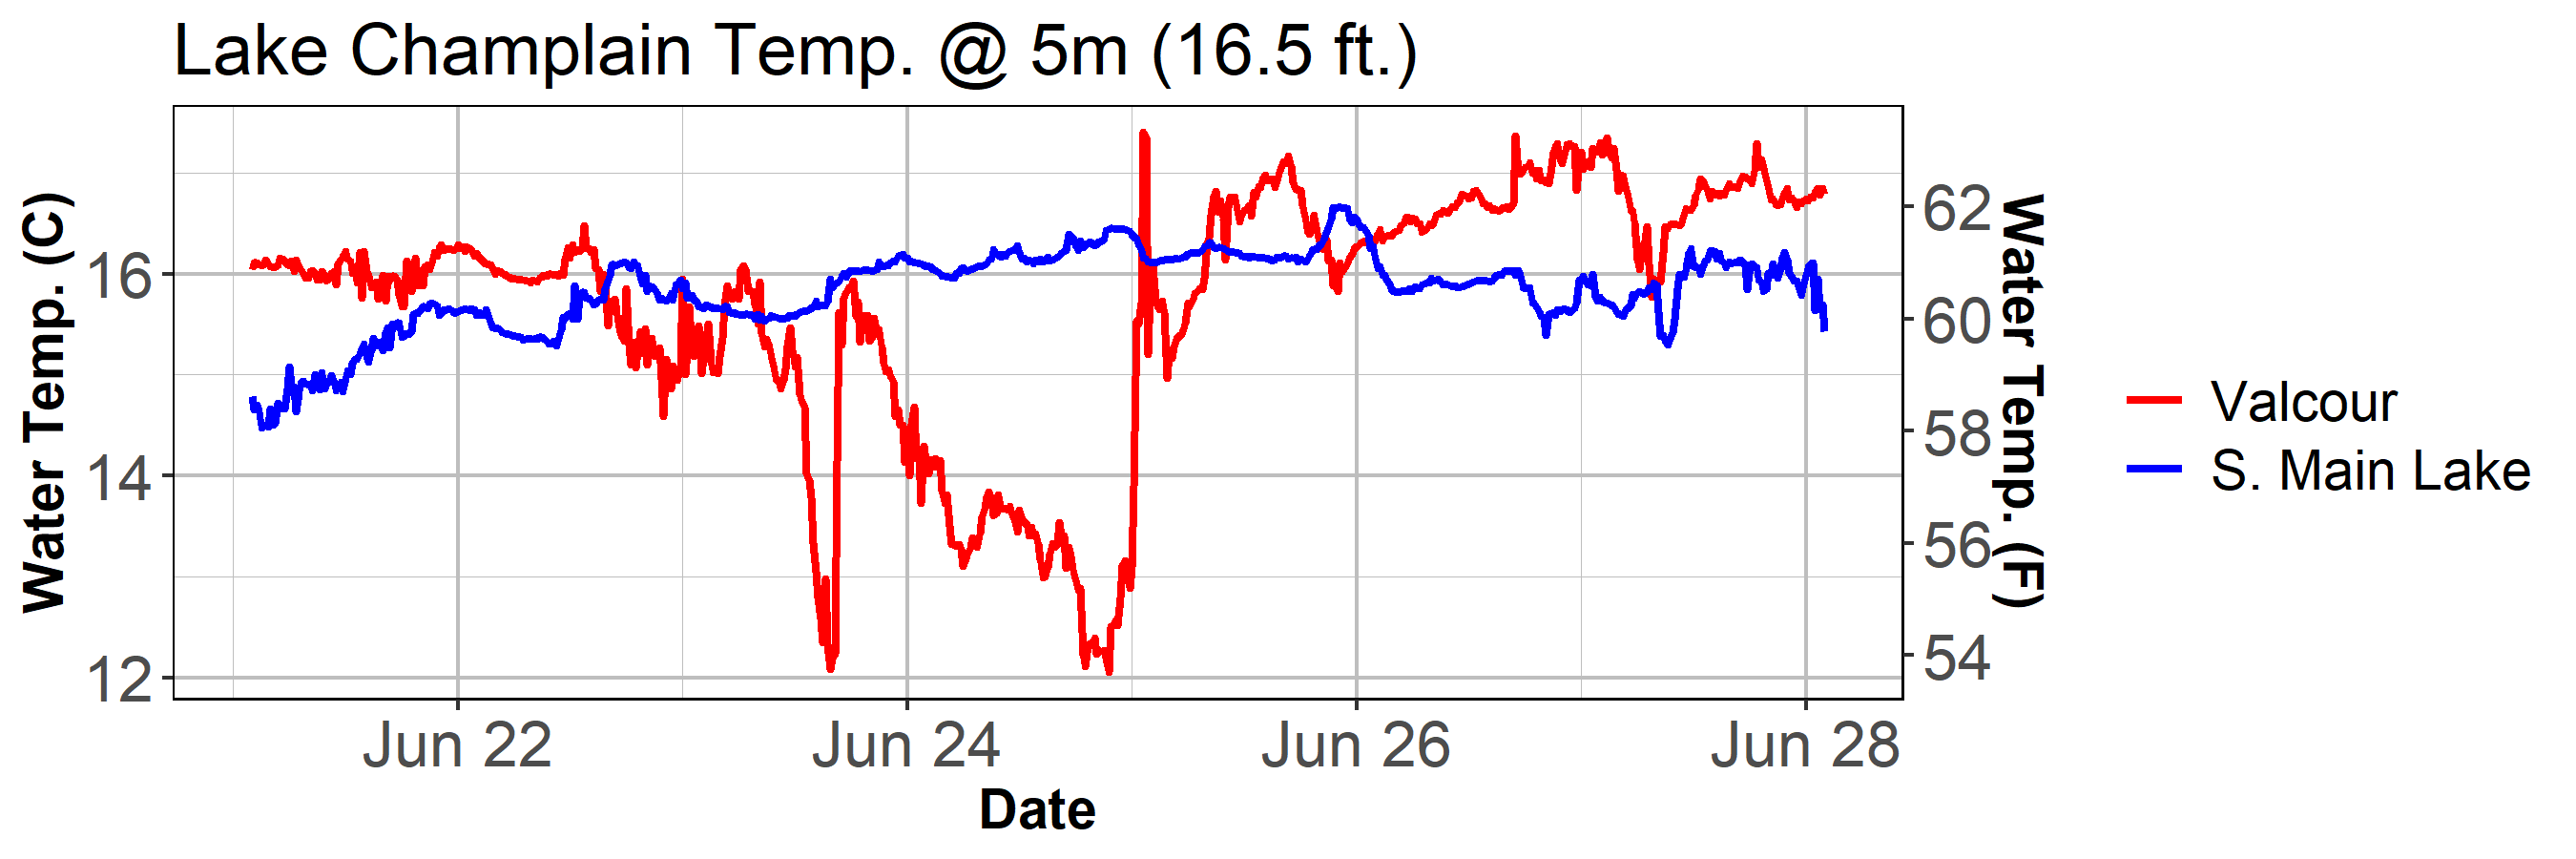 Lake Champlain Temp. @ 5m (16.5 ft.)
Water Temp. (C)
16
14
12
62
60
58
56
54
Water Temp. (F)
Jun 22
Jun 24
Jun 26
Jun 28
Date
Valcour
S. Main Lake